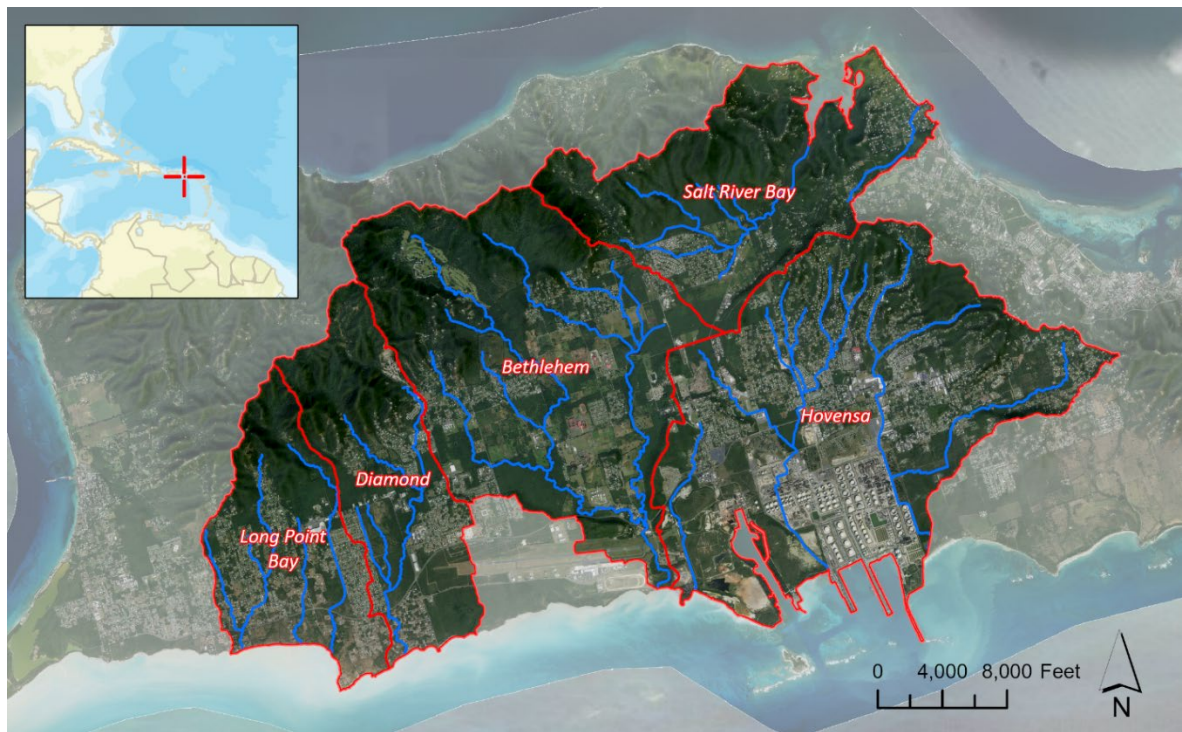 Salt River Bay
Bethlehem
Hovensa
Diamond
Long Point
Bay
0 4,000 8,000 Feet
N